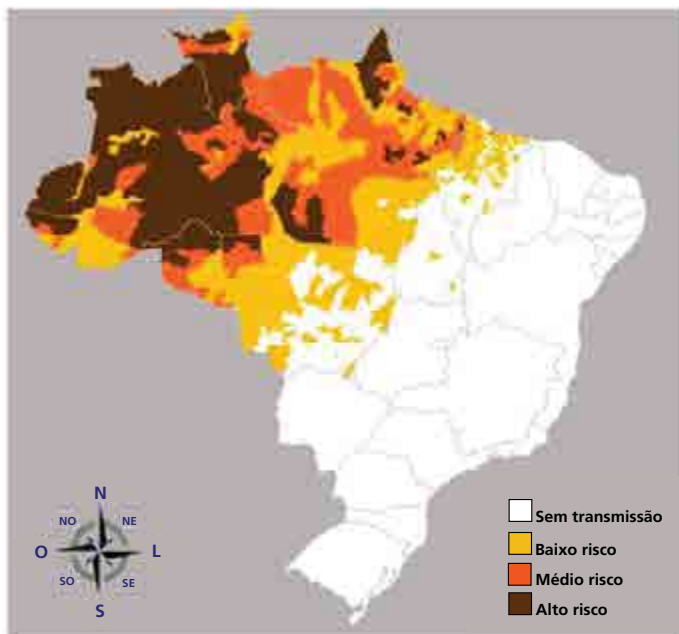 N
NO NE
O L
SO SE
S
Sem transmissão
Baixo risco
Médio risco
Alto risco